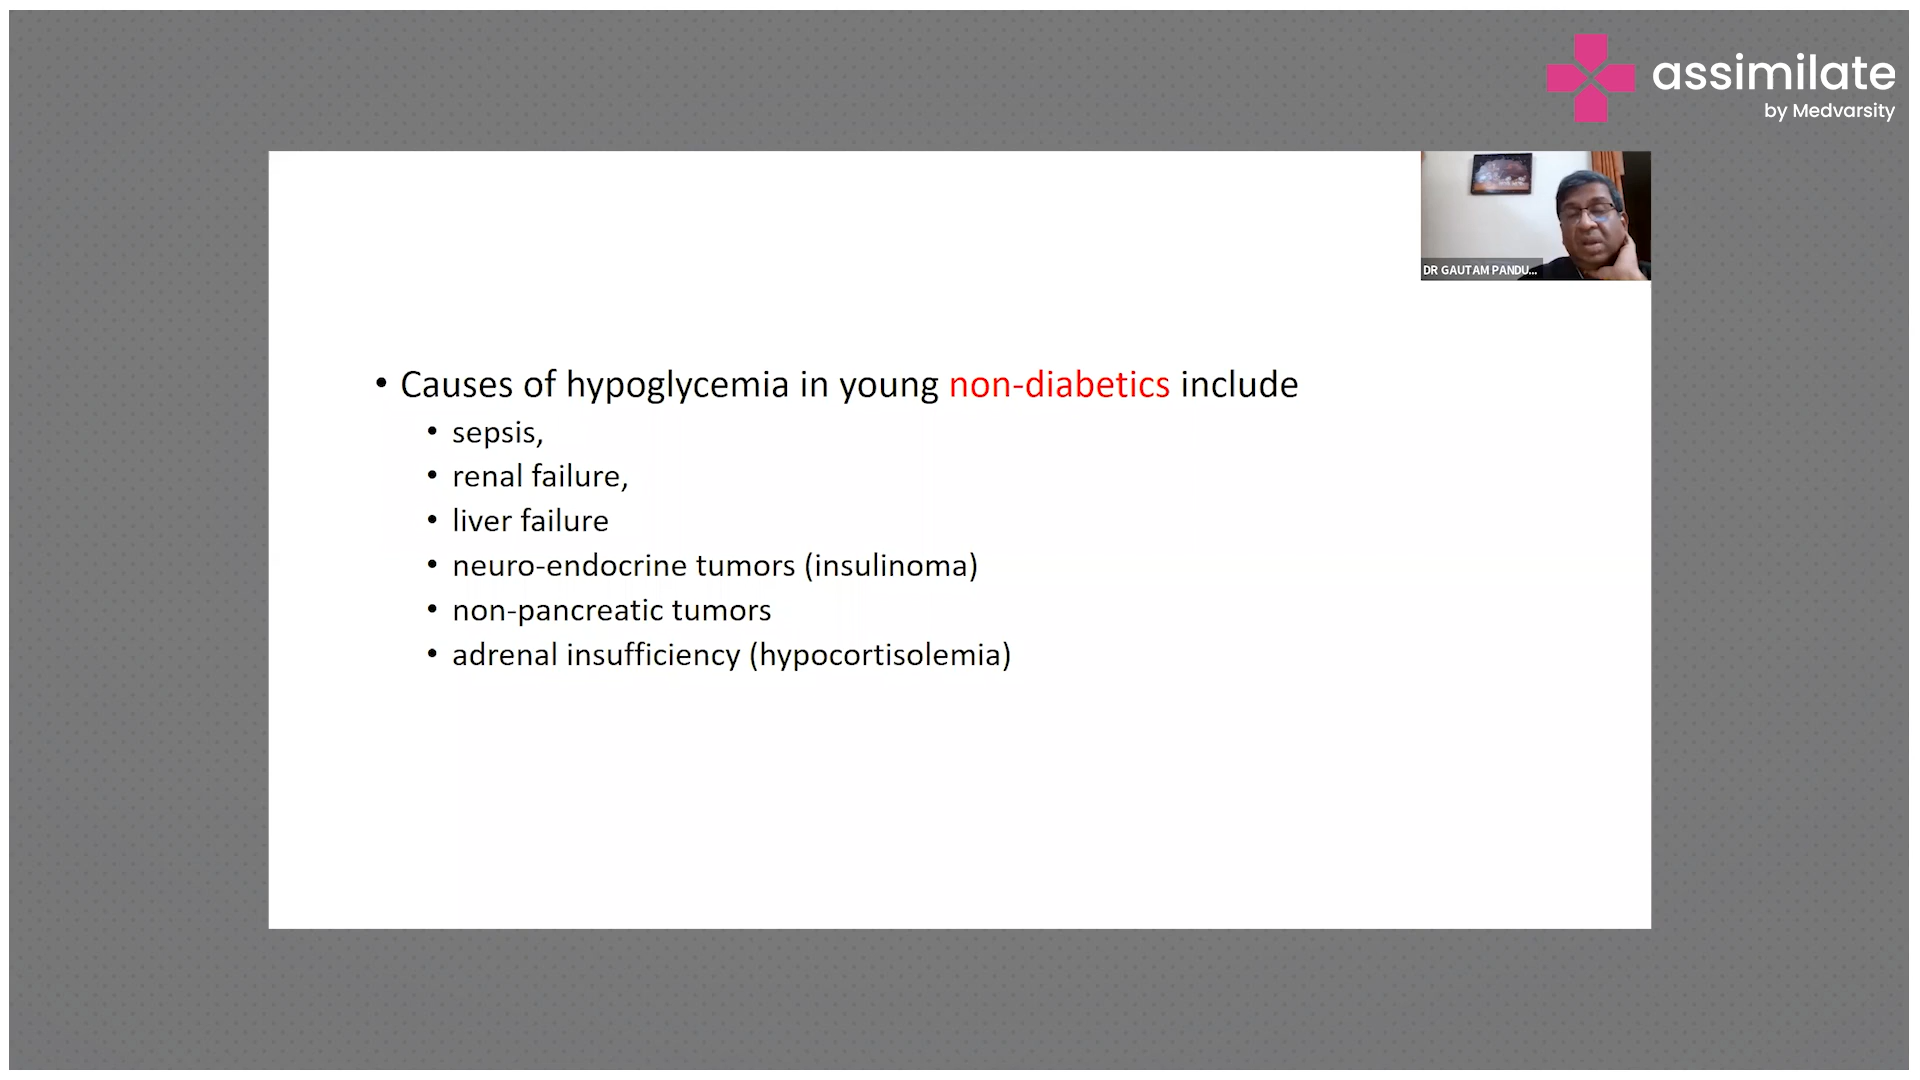 assimilate
by Medvarsity
DR GAUTAM PANDU...
• Causes of hypoglycemia in young non-diabetics include
• sepsis,
• renal failure,
• liver failure
• neuro-endocrine tumors (insulinoma)
• non-pancreatic tumors
• adrenal insufficiency (hypocortisolemia)